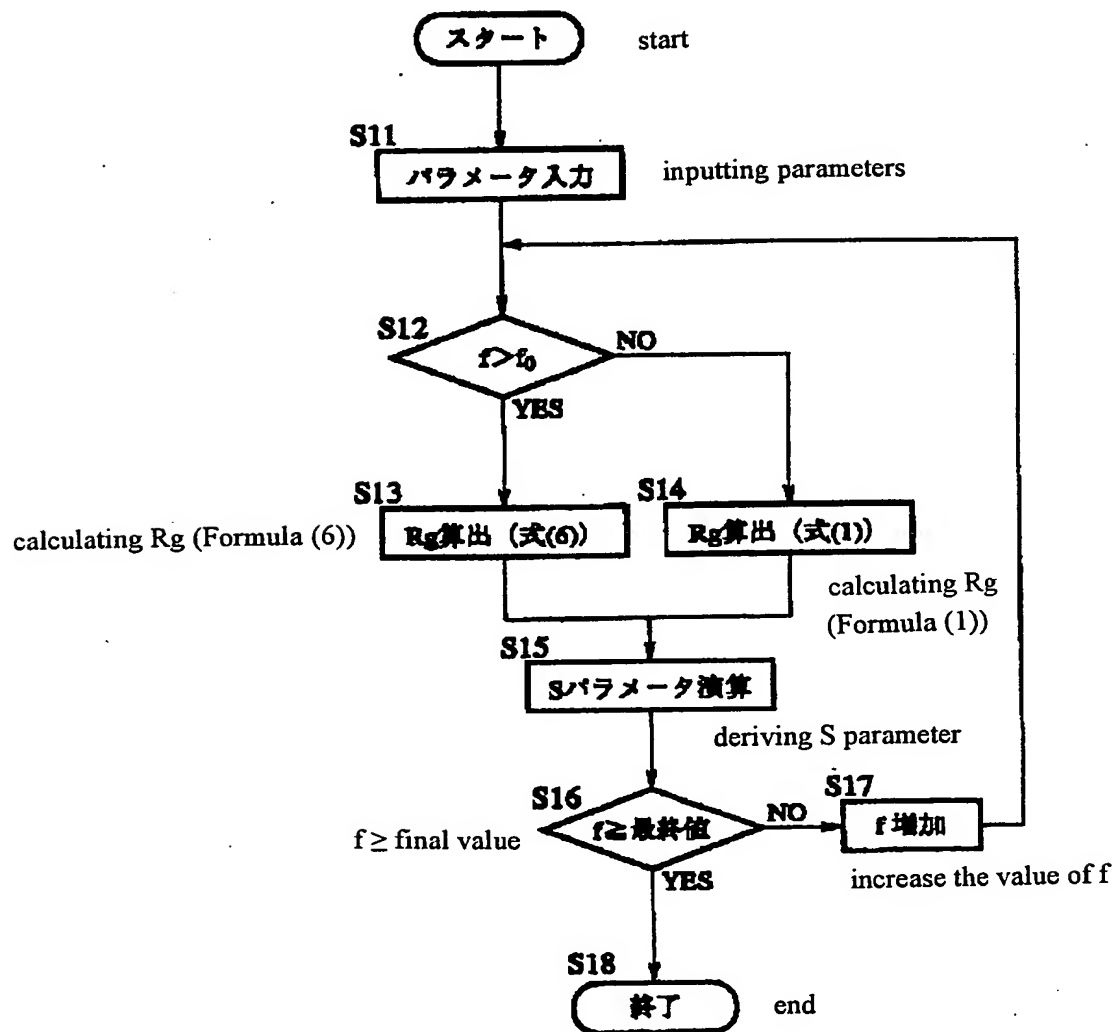 スタート
start
S11
パラメータ入力
inputting parameters
S12
f>f₀
NO
YES
S13
S14
calculating Rg (Formula (6))
Rg算出 (式(6))
Rg算出 (式(1))
calculating Rg
(Formula (1))
S15
Sパラメータ演算
deriving S parameter
S16
f≧最終値
NO
S17
f 増加
f ≥ final value
YES
increase the value of f
S18
終了
end